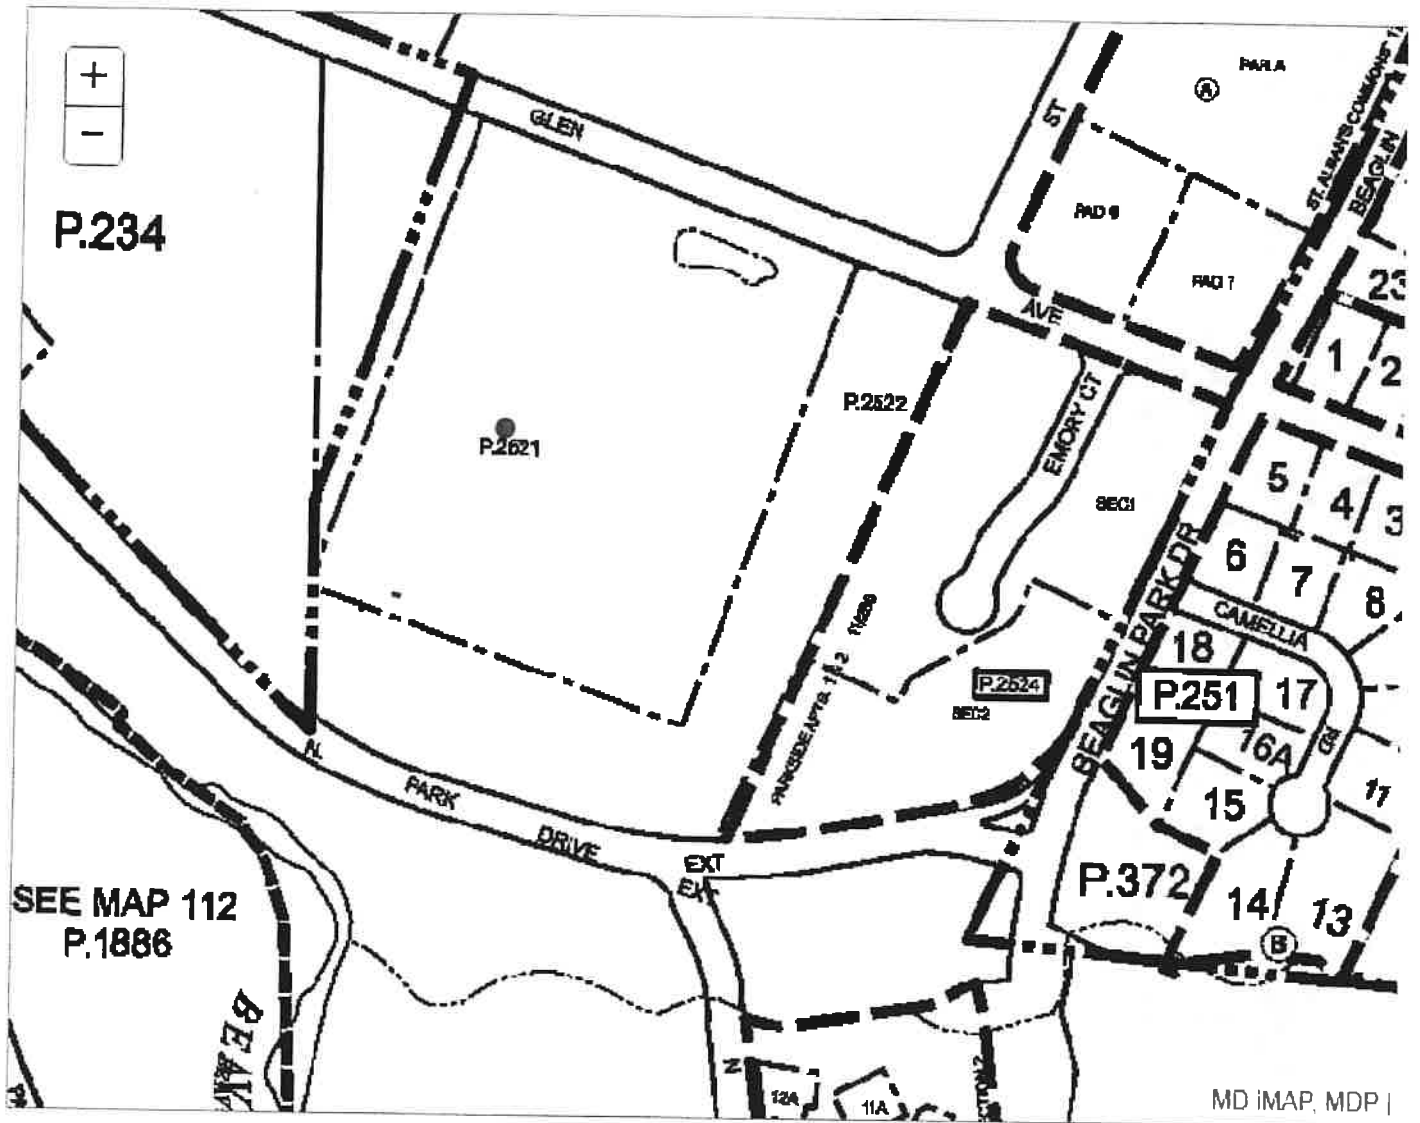 +
−
PAR.A
A
ST. ALBAN'S COMMONS
BEAGLIN
GLEN
ST
P.234
PAD 6
PAD 7
23
AVE
1
2
P.2522
EMORY CT
P.2521
5
4
3
SEC1
6
7
8
BEAGLIN PARK DR
CAMELLIA
RD
18
P.2524
SEC2
P.251
17
PARKSIDE APTS. 1 & 2
19
16A
15
11
N.
PARK
DRIVE
EXT
EXT
P.372
14
13
B
SEE MAP 112
P.1886
BEAV
N
12A
11A
MD iMAP, MDP |